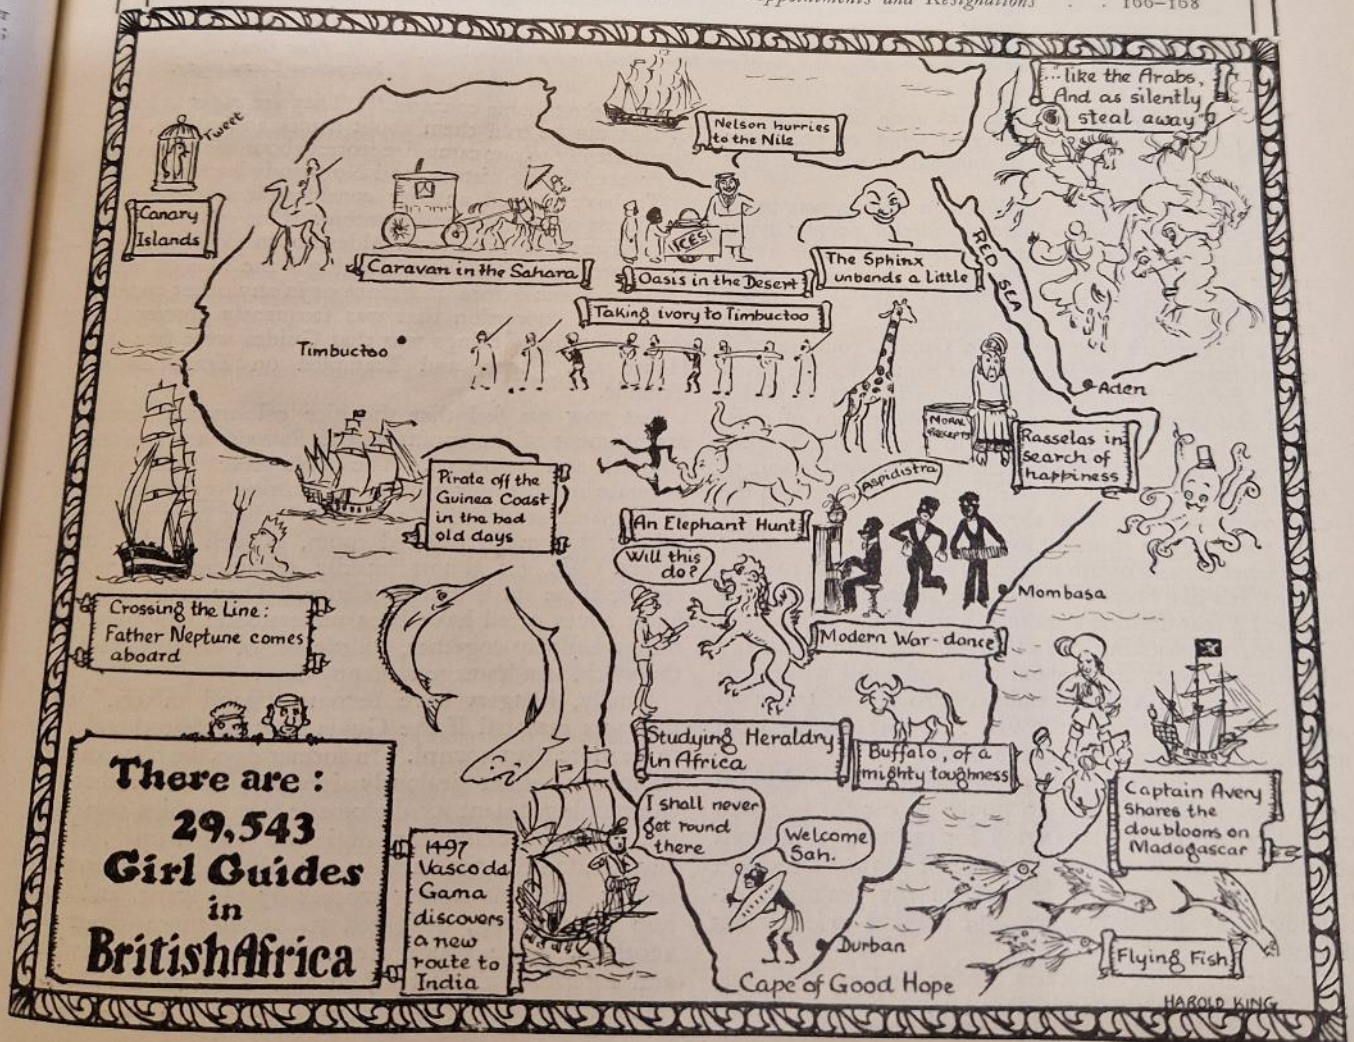 and Resignations . . 166–168
Tweet
Canary
Islands
Nelson hurries
to the Nile
"...like the Arabs,
And as silently
steal away"
Caravan in the Sahara
ICES
Oasis in the Desert
The Sphinx
unbends a little
RED SEA
Taking ivory to Timbuctoo
Timbuctoo
Aden
MORAL
PRECEPTS
Rasselas in
search of
happiness
Pirate off the
Guinea Coast
in the bad
old days
An Elephant Hunt
Aspidistra
Will this
do?
Mombasa
Modern War-dance
Crossing the Line:
Father Neptune comes
aboard
Studying Heraldry
in Africa
Buffalo, of a
mighty toughness
Captain Avery
shares the
doubloons on
Madagascar
There are:
29,543
Girl Guides
in
British Africa
1497
Vasco da
Gama
discovers
a new
route to
India
I shall never
get round
there
Welcome
Sah.
Durban
Cape of Good Hope
Flying Fish
HAROLD KING